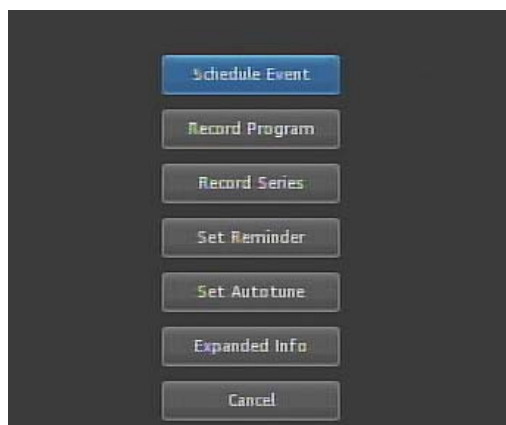 Schedule Event
Record Program
Record Series
Set Reminder
Set Autotune
Expanded Info
Cancel